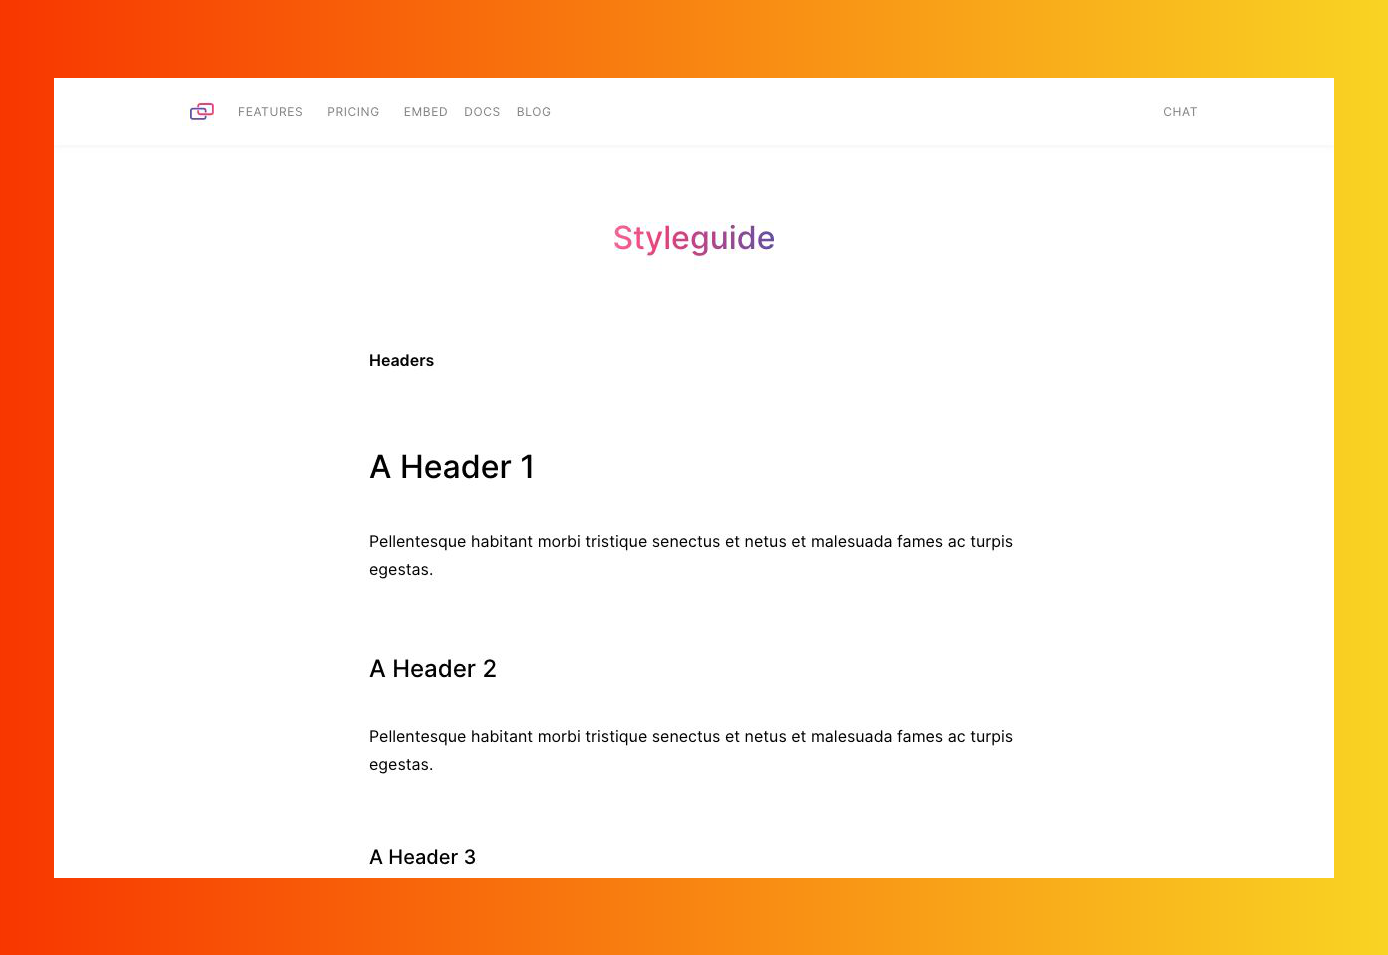 FEATURES PRICING EMBED DOCS BLOG CHAT
Styleguide
Headers
A Header 1
Pellentesque habitant morbi tristique senectus et netus et malesuada fames ac turpis
egestas.
A Header 2
Pellentesque habitant morbi tristique senectus et netus et malesuada fames ac turpis
egestas.
A Header 3